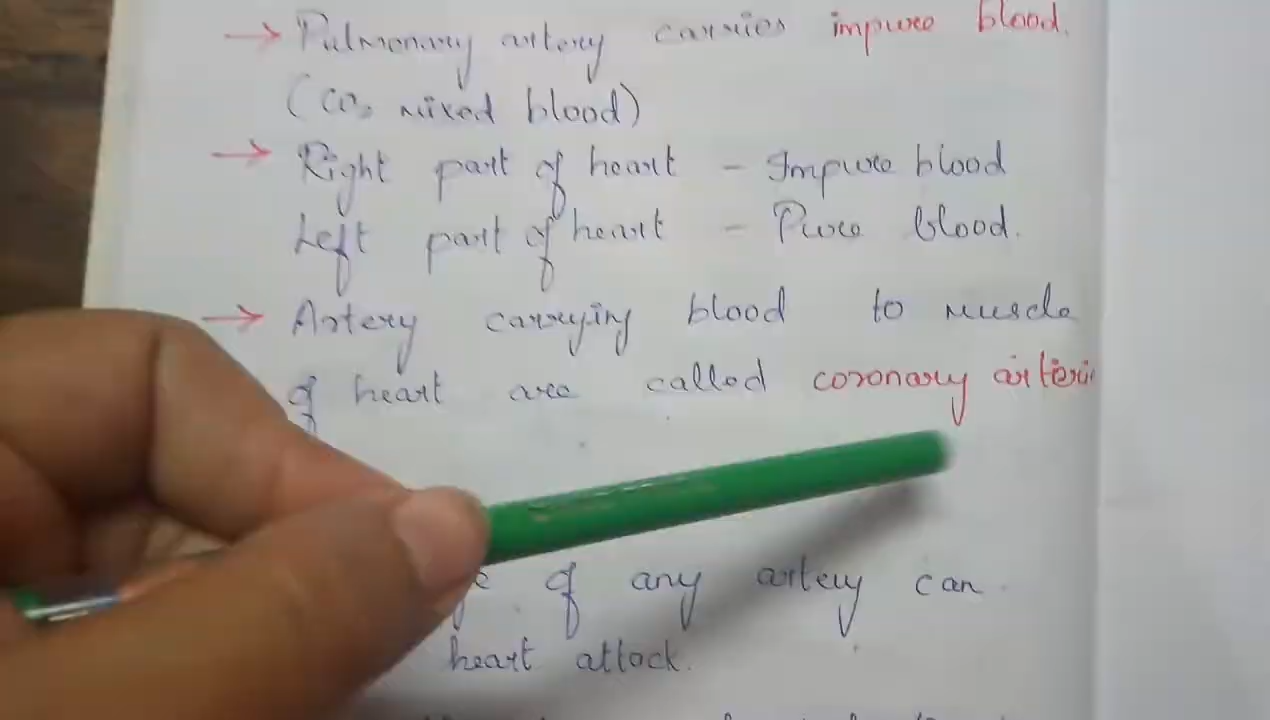 → Pulmonary artery carries impure blood.
(CO₂ mixed blood)
→ Right part of heart - Impure blood
Left part of heart - Pure blood.
→ Artery carrying blood to muscle
of heart are called coronary arteri
of any artery can
heart attack.